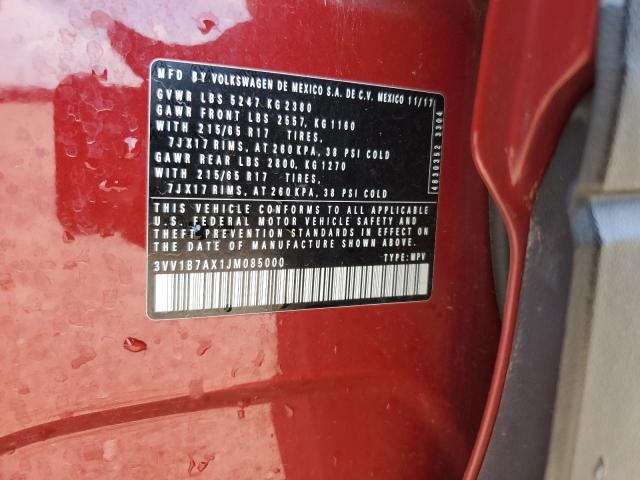 MFD BY VOLKSWAGEN DE MEXICO S.A. DE C.V. MEXICO 11/17
GVWR LBS 5247 KG 2380
GAWR FRONT LBS 2557, KG 1160
WITH 215/65 R17 TIRES,
7JX17 RIMS, AT 260 KPA, 38 PSI COLD
GAWR REAR LBS 2800, KG 1270
WITH 215/65 R17 TIRES,
7JX17 RIMS, AT 260 KPA, 38 PSI COLD
4630352 3304
THIS VEHICLE CONFORMS TO ALL APPLICABLE
U.S. FEDERAL MOTOR VEHICLE SAFETY AND
THEFT PREVENTION STANDARDS IN EFFECT ON
THE DATE OF MANUFACTURE SHOWN ABOVE.
3VV1B7AX1JM085000 TYPE: MPV